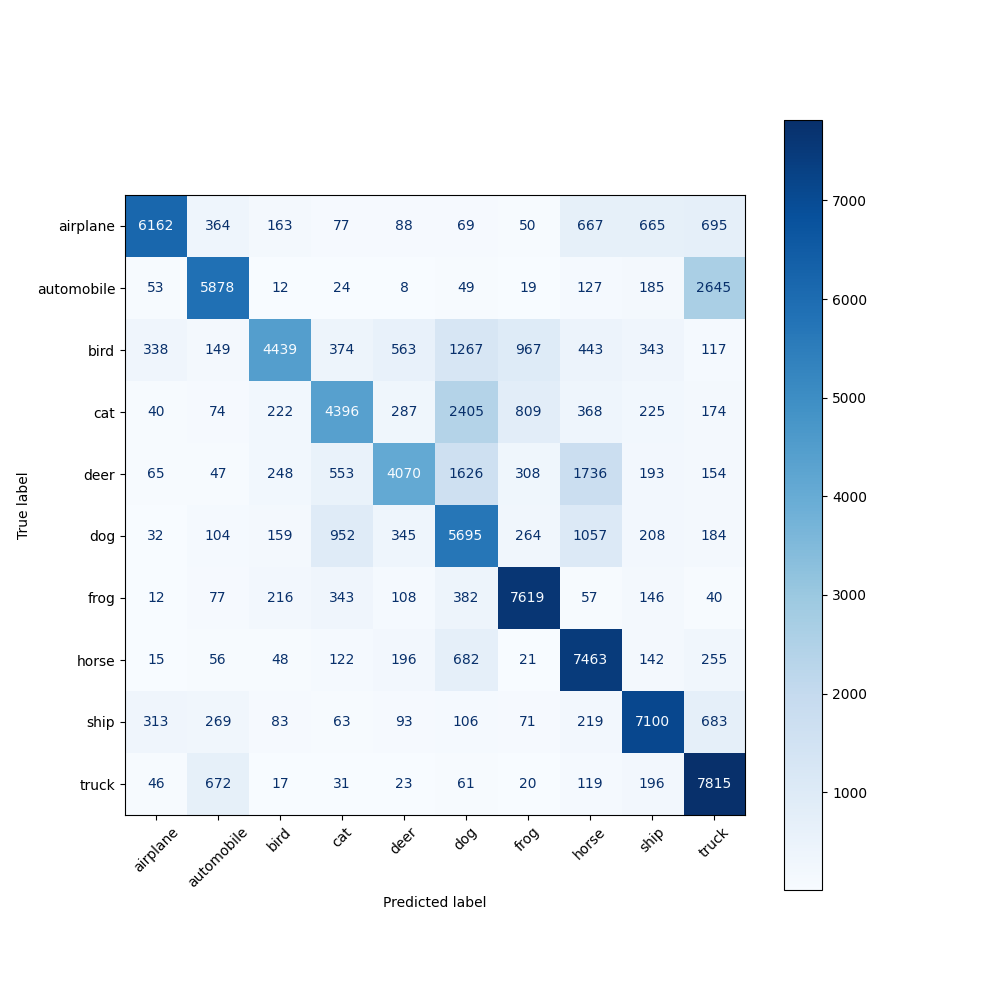 airplane 6162 364 163 77 88 69 50 667 665 695
automobile 53 5878 12 24 8 49 19 127 185 2645
bird 338 149 4439 374 563 1267 967 443 343 117
cat 40 74 222 4396 287 2405 809 368 225 174
deer 65 47 248 553 4070 1626 308 1736 193 154
dog 32 104 159 952 345 5695 264 1057 208 184
frog 12 77 216 343 108 382 7619 57 146 40
horse 15 56 48 122 196 682 21 7463 142 255
ship 313 269 83 63 93 106 71 219 7100 683
truck 46 672 17 31 23 61 20 119 196 7815
airplane automobile bird cat deer dog frog horse ship truck
Predicted label
True label
7000
6000
5000
4000
3000
2000
1000